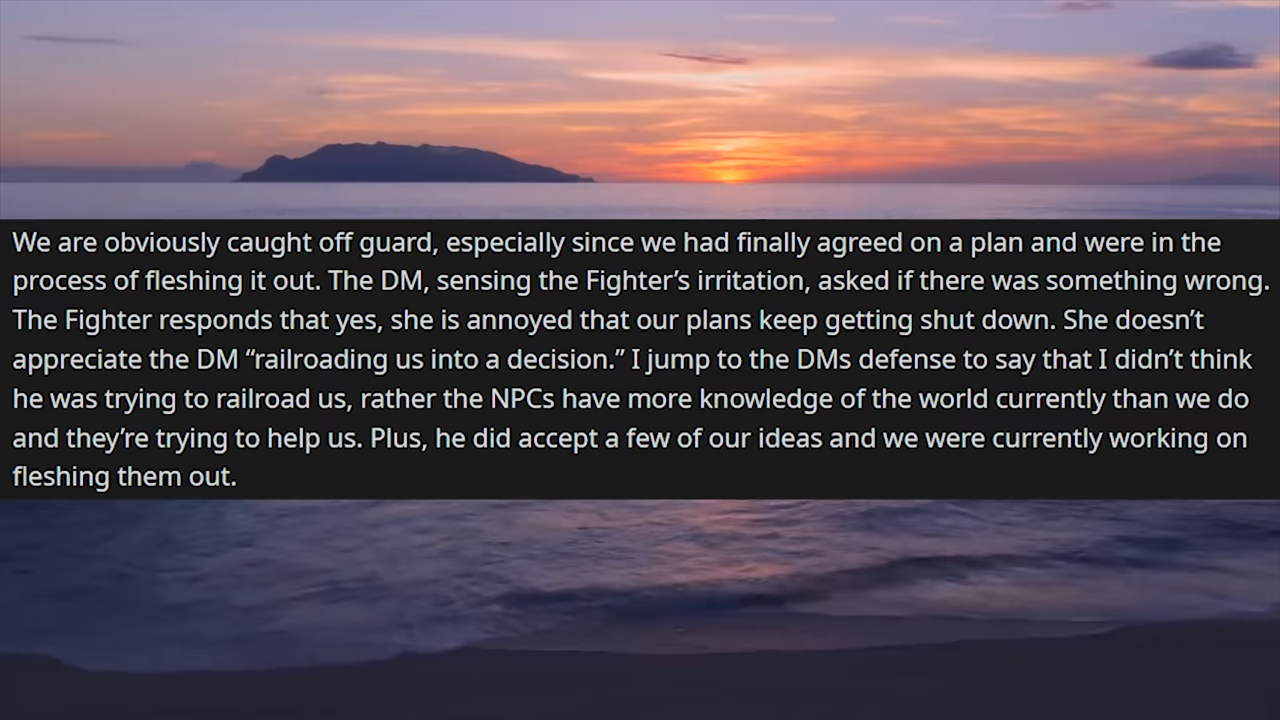 We are obviously caught off guard, especially since we had finally agreed on a plan and were in the
process of fleshing it out. The DM, sensing the Fighter’s irritation, asked if there was something wrong.
The Fighter responds that yes, she is annoyed that our plans keep getting shut down. She doesn’t
appreciate the DM “railroading us into a decision.” I jump to the DMs defense to say that I didn’t think
he was trying to railroad us, rather the NPCs have more knowledge of the world currently than we do
and they’re trying to help us. Plus, he did accept a few of our ideas and we were currently working on
fleshing them out.